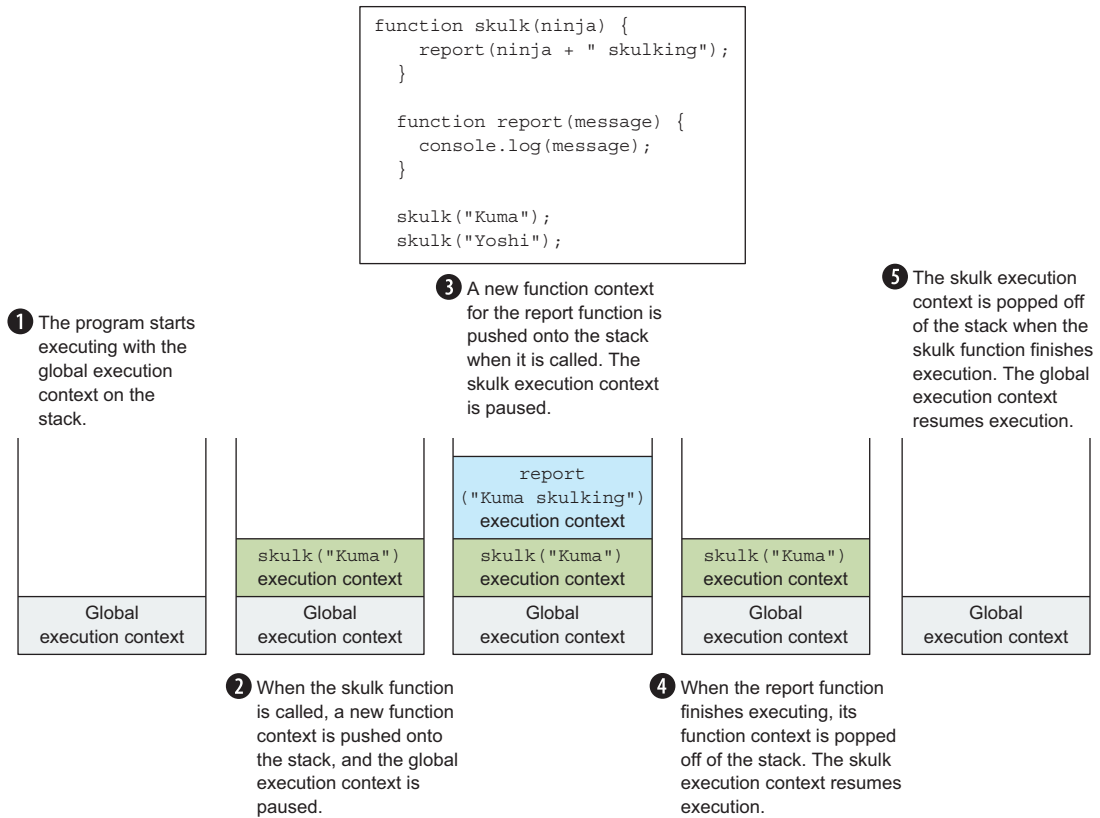 function skulk(ninja) {
report(ninja + " skulking");
}
function report(message) {
console.log(message);
}
skulk("Kuma");
skulk("Yoshi");
1 The program starts
executing with the
global execution
context on the
stack.
3 A new function context
for the report function is
pushed onto the stack
when it is called. The
skulk execution context
is paused.
5 The skulk execution
context is popped off
of the stack when the
skulk function finishes
execution. The global
execution context
resumes execution.
Global
execution context
skulk("Kuma")
execution context
Global
execution context
report
("Kuma skulking")
execution context
skulk("Kuma")
execution context
Global
execution context
skulk("Kuma")
execution context
Global
execution context
Global
execution context
2 When the skulk function
is called, a new function
context is pushed onto
the stack, and the global
execution context is
paused.
4 When the report function
finishes executing, its
function context is popped
off of the stack. The skulk
execution context resumes
execution.